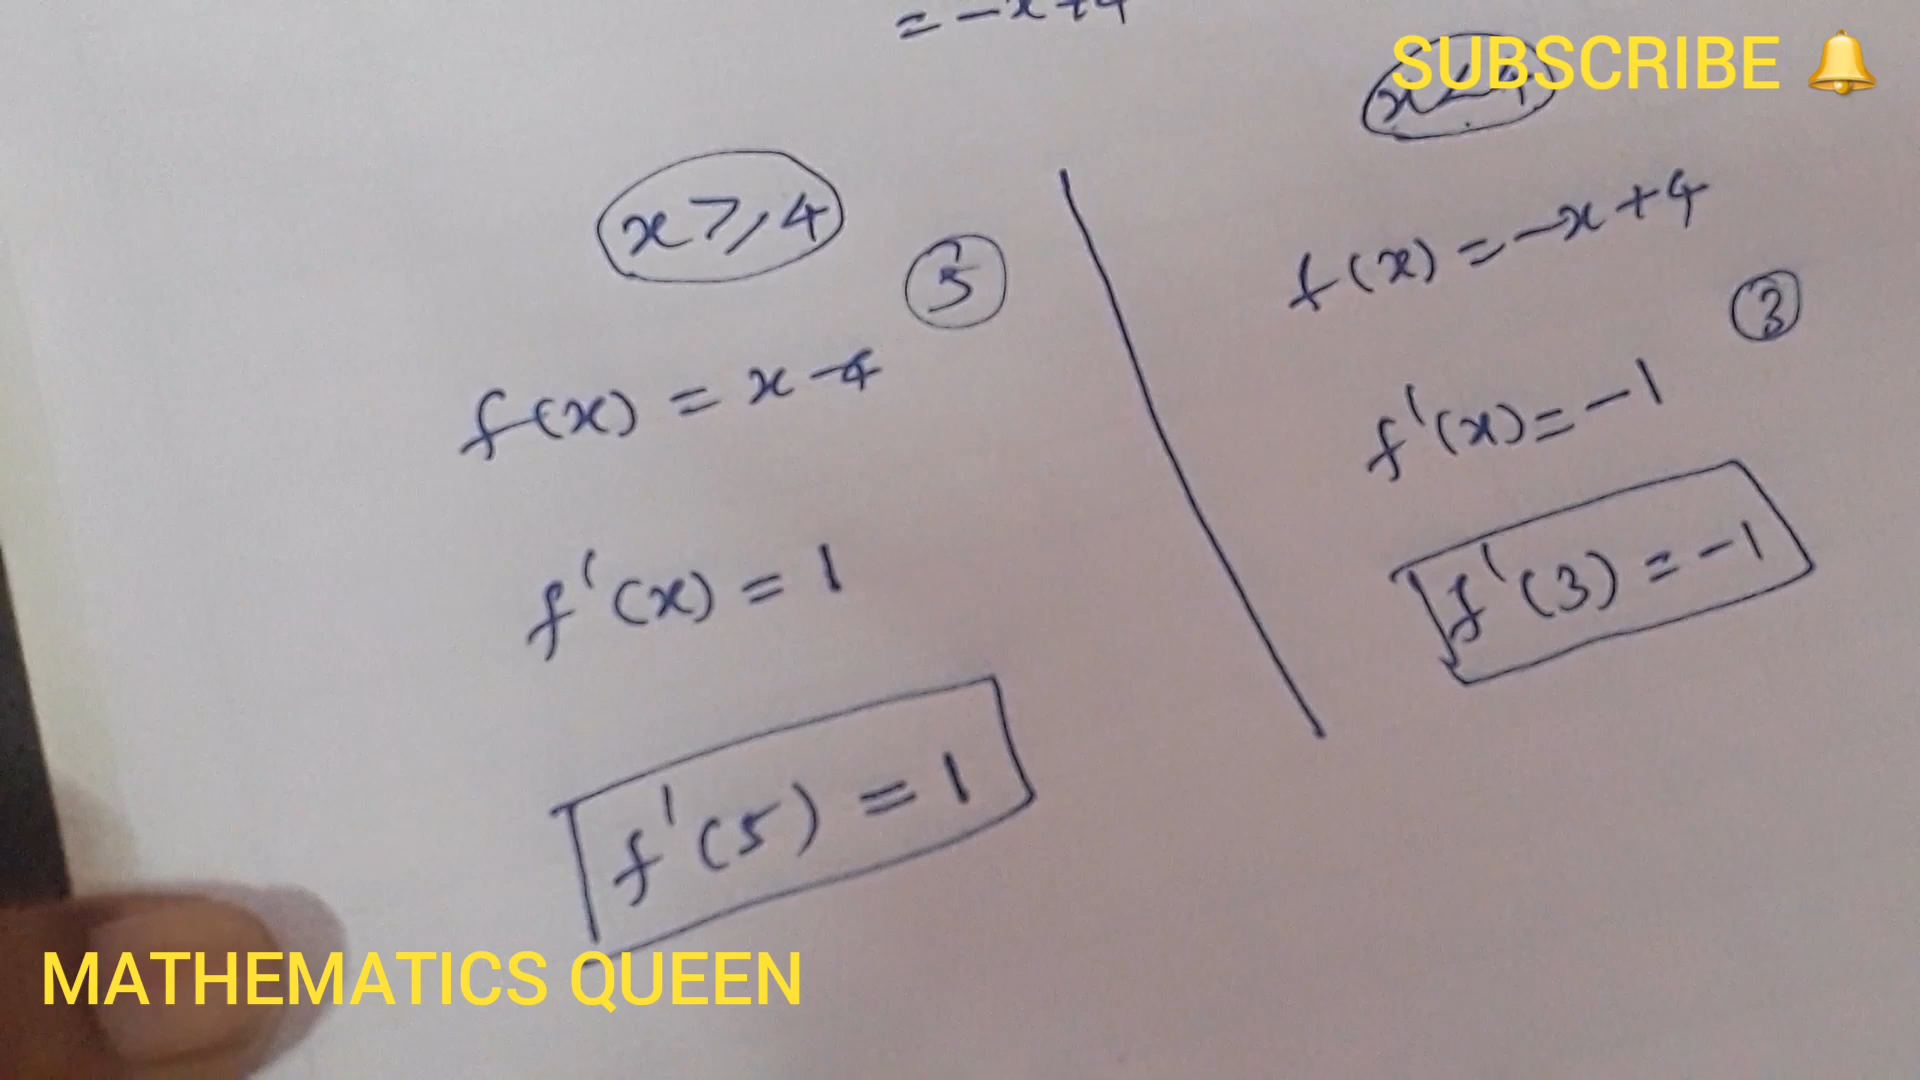 = -x+4
SUBSCRIBE 🔔
x≥4
5
f(x) = x-4
f'(x) = 1
f'(5) = 1
f(x) = -x+4
3
f'(x) = -1
f'(3) = -1
MATHEMATICS QUEEN